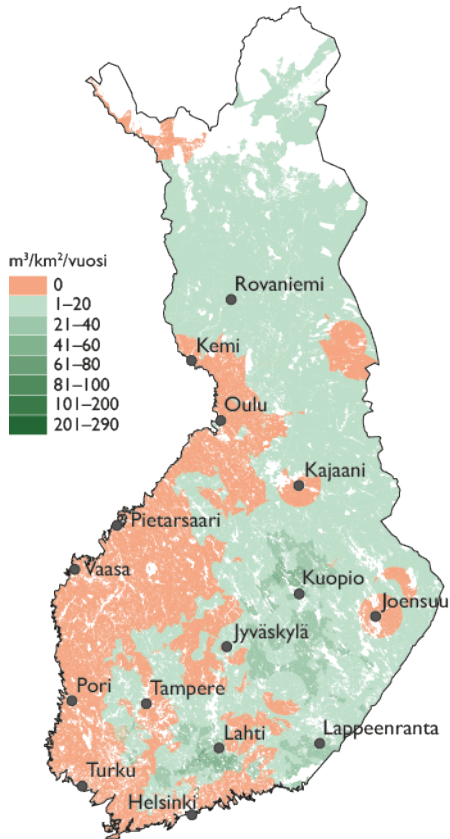 m³/km²/vuosi
0
1–20
21–40
41–60
61–80
81–100
101–200
201–290
Rovaniemi
Kemi
Oulu
Kajaani
Pietarsaari
Vaasa
Kuopio
Joensuu
Jyväskylä
Pori
Tampere
Lahti
Lappeenranta
Turku
Helsinki